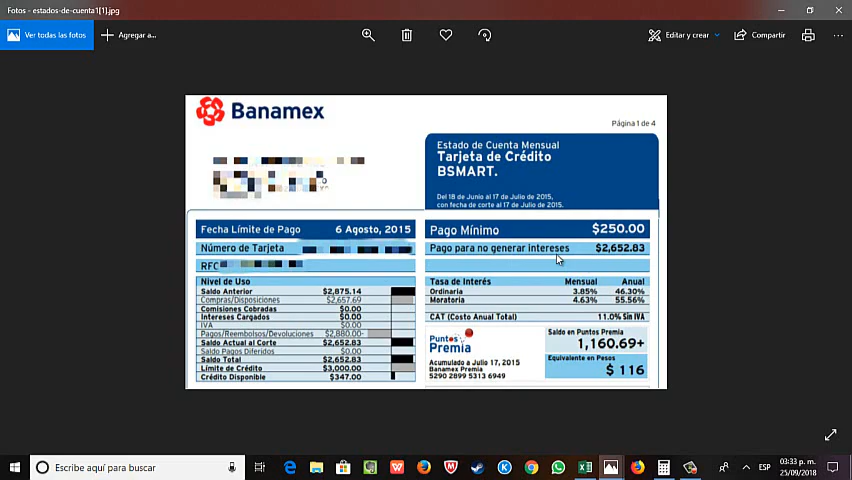 Fotos - estados-de-cuenta1[1].jpg
Ver todas las fotos
Agregar a...
Editar y crear
Compartir
Banamex
Página 1 de 4
Estado de Cuenta Mensual
Tarjeta de Crédito
BSMART.
Del 18 de Junio al 17 de Julio de 2015,
con fecha de corte al 17 de Julio de 2015.
Fecha Límite de Pago 6 Agosto, 2015
Número de Tarjeta
RFC
Nivel de Uso
Saldo Anterior $2,875.14
Compras/Disposiciones $2,657.69
Comisiones Cobradas $0.00
Intereses Cargados $0.00
IVA $0.00
Pagos/Reembolsos/Devoluciones $2,880.00-
Saldo Actual al Corte $2,652.83
Saldo Pagos Diferidos $0.00
Saldo Total $2,652.83
Límite de Crédito $3,000.00
Crédito Disponible $347.00
Pago Mínimo $250.00
Pago para no generar intereses $2,652.83
Tasa de Interés Mensual Anual
Ordinaria 3.85% 46.30%
Moratoria 4.63% 55.56%
CAT (Costo Anual Total) 11.0% Sin IVA
Puntos
Premia
Acumulado a Julio 17, 2015
Banamex Premia
5290 2899 5313 6949
Saldo en Puntos Premia
1,160.69+
Equivalente en Pesos
$ 116
Escribe aquí para buscar
ESP
03:33 p. m.
25/09/2018